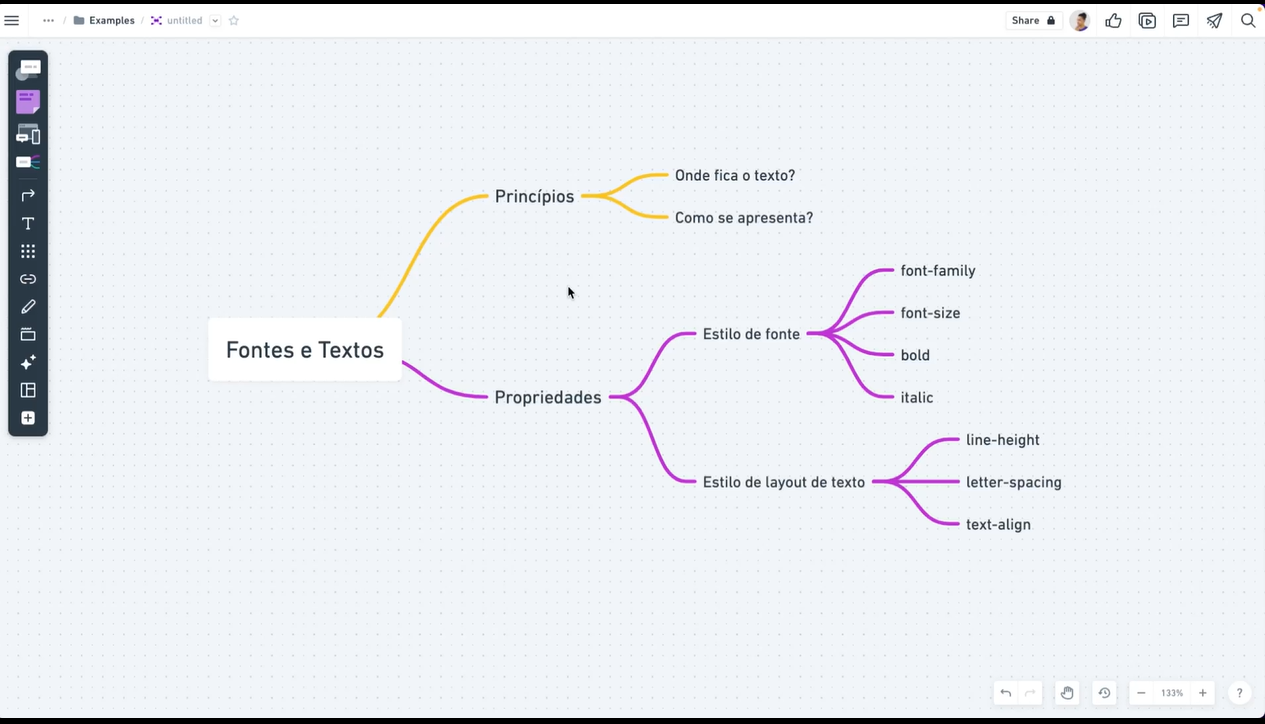 Examples / untitled
Share
Princípios
Onde fica o texto?
Como se apresenta?
Fontes e Textos
Propriedades
Estilo de fonte
font-family
font-size
bold
italic
Estilo de layout de texto
line-height
letter-spacing
text-align
133%